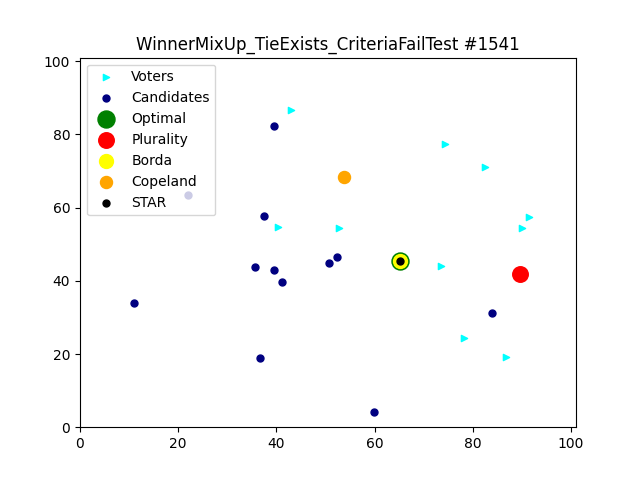 WinnerMixUp_TieExists_CriteriaFailTest #1541
100
80
60
40
20
0
0 20 40 60 80 100
Voters
Candidates
Optimal
Plurality
Borda
Copeland
STAR